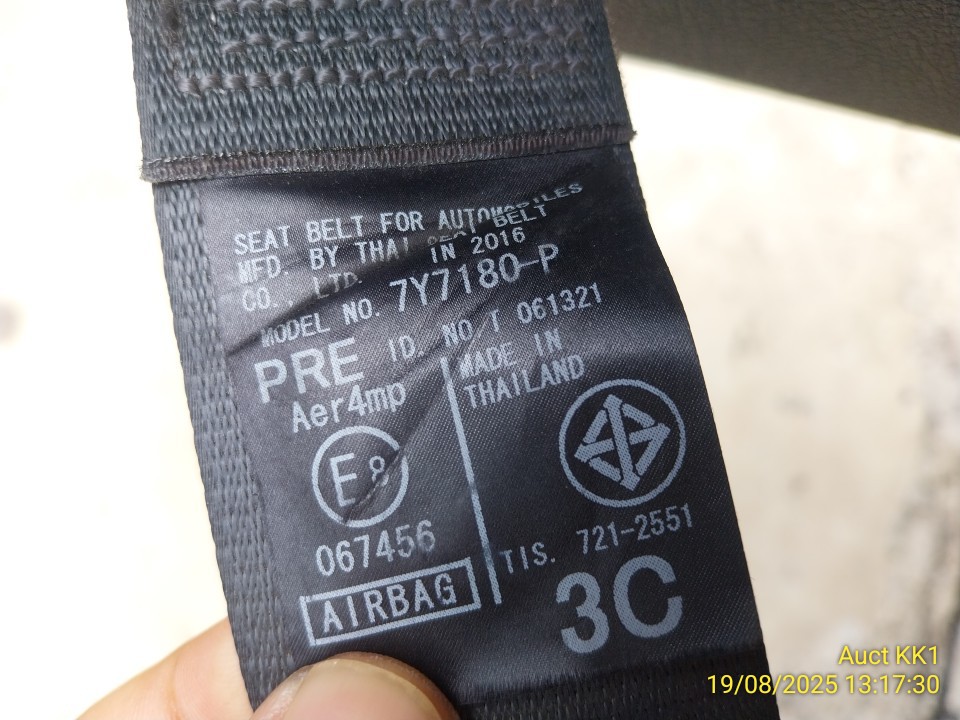 SEAT BELT FOR AUTOMOBILES
MFD. BY THAI SEAT BELT
CO., LTD. IN 2016
MODEL NO. 7Y7180-P
PRE ID. NO. T 061321
Aer4mp
MADE IN
THAILAND
E8
067456
TIS. 721-2551
AIRBAG
3C
Auct KK1
19/08/2025 13:17:30